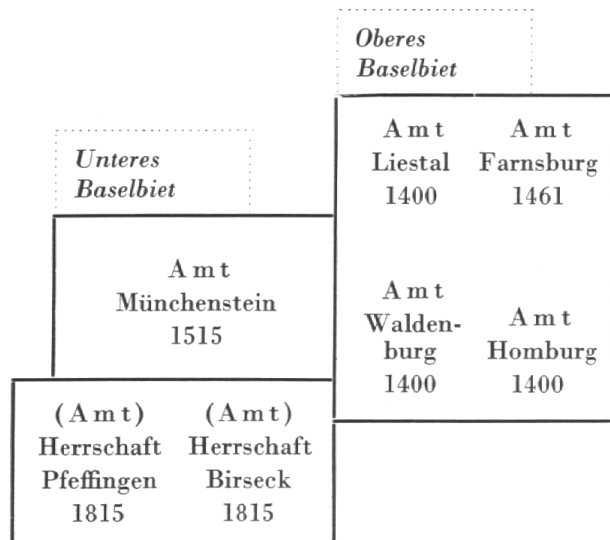 Oberes
Baselbiet
Amt
Liestal
1400
Amt
Farnsburg
1461
Unteres
Baselbiet
Amt
Münchenstein
1515
Amt
Walden-
burg
1400
Amt
Homburg
1400
(Amt)
Herrschaft
Pfeffingen
1815
(Amt)
Herrschaft
Birseck
1815